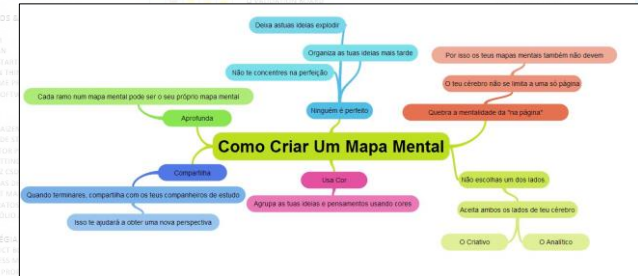 Deixa astuas ideias explodir
Organiza as tuas ideias mais tarde
Não te concentres na perfeição
Ninguém é perfeito
Por isso os teus mapas mentais também não devem
O teu cérebro não se limita a uma só página
Quebra a mentalidade da "na página"
Cada ramo num mapa mental pode ser o seu próprio mapa mental
Aprofunda
Como Criar Um Mapa Mental
Compartilha
Quando terminares, compartilha com os teus companheiros de estudo
Isso te ajudará a obter uma nova perspectiva
Usa Cor
Agrupa as tuas ideias e pensamentos usando cores
Não escolhas um dos lados.
Aceita ambos os lados de teu cérebro
O Criativo
O Analítico